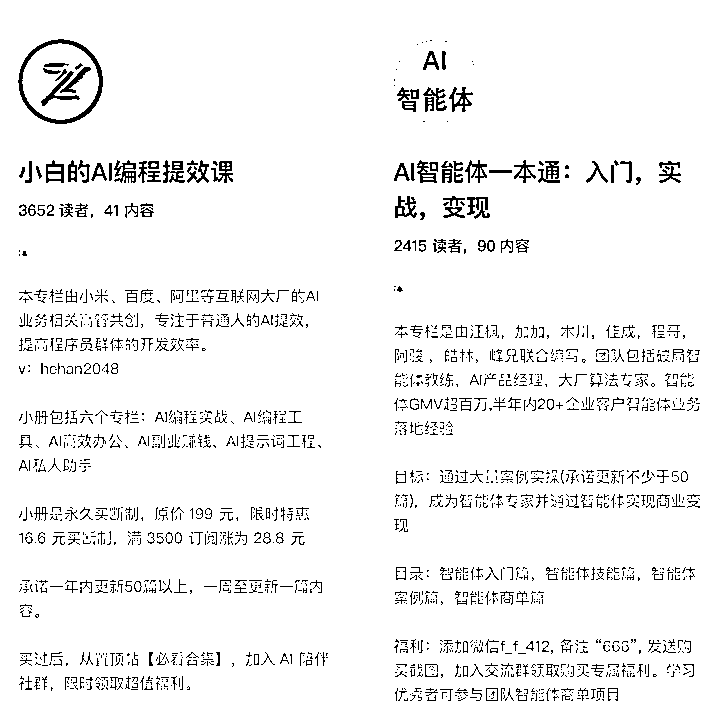 小白的AI编程提效课
3652 读者，41 内容
本专栏由小米、百度、阿里等互联网大厂的AI
业务相关高管共创，专注于普通人的AI提效，
提高程序员群体的开发效率。
v：hchan2048
小册包括六个专栏：AI编程实战、AI编程工
具、AI高效办公、AI副业赚钱、AI提示词工程、
AI私人助手
小册是永久买断制，原价 199 元，限时特惠
16.6 元买断制，满 3500 订阅涨为 28.8 元
承诺一年内更新50篇以上，一周至更新一篇内
容。
买过后，从置顶帖【必看合集】，加入 AI 陪伴
社群，限时领取超值福利。
AI
智能体
AI智能体一本通：入门，实
战，变现
2415 读者，90 内容
本专栏是由汪枫，加加，木川，佳成，程哥，
阿骏，皓林，峰兄联合编写。团队包括破局智
能体教练、AI产品经理、大厂算法专家。智能
体GMV超百万,半年内20+企业客户智能体业务
落地经验
目标：通过大量案例实操(承诺更新不少于50
篇)，成为智能体专家并通过智能体实现商业变
现
目录：智能体入门篇，智能体技能篇，智能体
案例篇，智能体商单篇
福利：添加微信f_f_412, 备注 “666”, 发送购
买截图，加入交流群领取购买专属福利。学习
优秀者可参与团队智能体商单项目